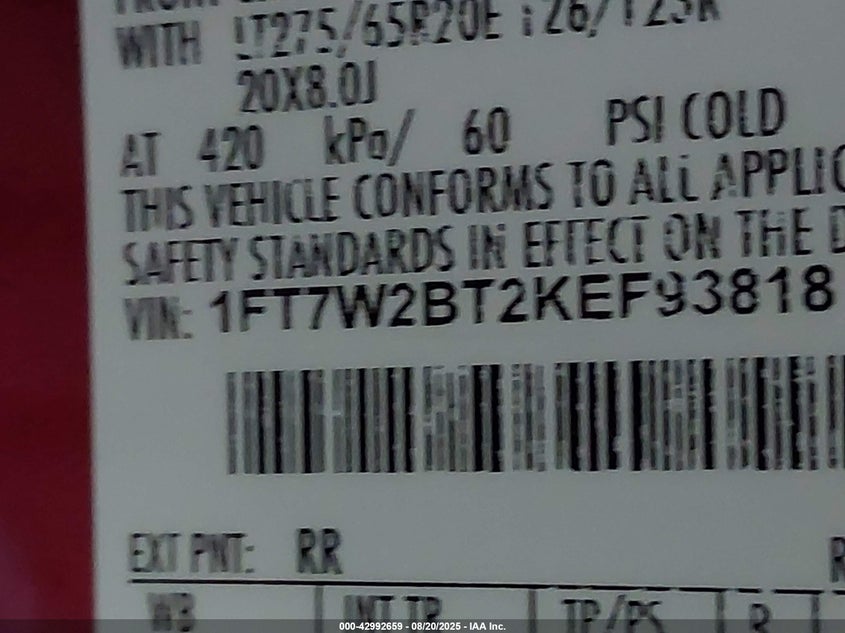 WITH LT275/65R20E 126/123R
20X8.0J
AT 420 kPa/ 60 PSI COLD
THIS VEHICLE CONFORMS TO ALL APPLIC
SAFETY STANDARDS IN EFFECT ON THE D
VIN: 1FT7W2BT2KEF93818
EXT PNT: RR
WB INT TR TP/PS R
000-42992659 - 08/20/2025 - IAA Inc.